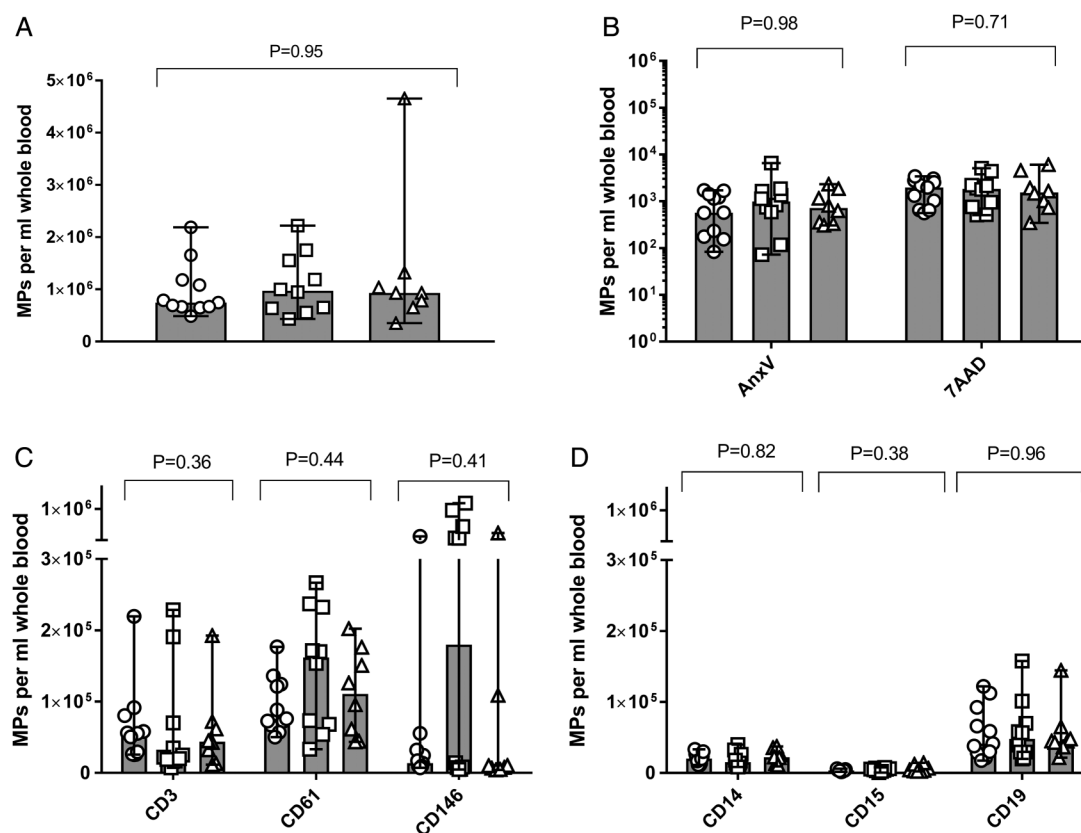 A
P=0.95
MPs per ml whole blood
5×10⁶
4×10⁶
3×10⁶
2×10⁶
1×10⁶
0
B
P=0.98
P=0.71
MPs per ml whole blood
10⁶
10⁵
10⁴
10³
10²
10¹
10⁰
AnxV
7AAD
C
P=0.36
P=0.44
P=0.41
MPs per ml whole blood
1×10⁶
3×10⁵
2×10⁵
1×10⁵
0
CD3
CD61
CD146
D
P=0.82
P=0.38
P=0.96
MPs per ml whole blood
1×10⁶
3×10⁵
2×10⁵
1×10⁵
0
CD14
CD15
CD19